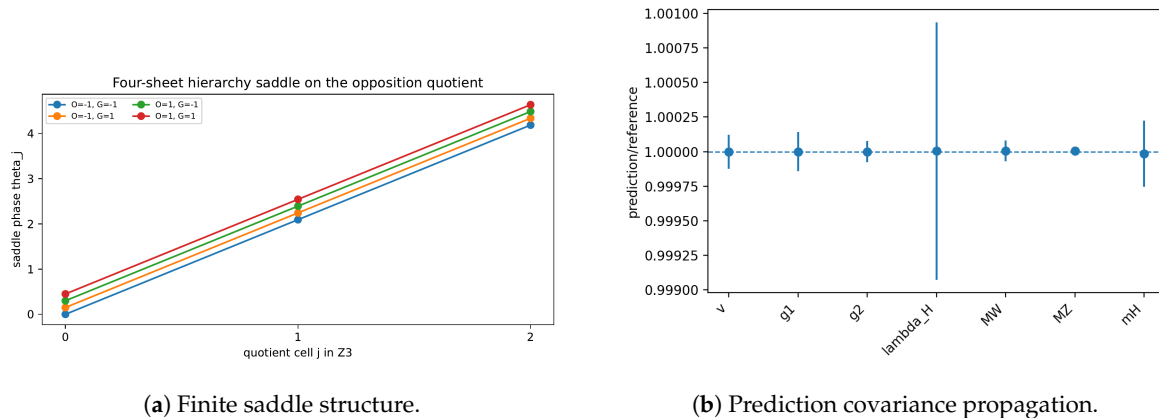 Four-sheet hierarchy saddle on the opposition quotient
O=-1, G=-1
O=1, G=-1
O=-1, G=1
O=1, G=1
saddle phase theta_j
4
3
2
1
0
0
1
2
quotient cell j in Z3
(a) Finite saddle structure.
1.00100
1.00075
1.00050
1.00025
1.00000
0.99975
0.99950
0.99925
0.99900
prediction/reference
v
g1
g2
lambda_H
MW
MZ
mH
(b) Prediction covariance propagation.